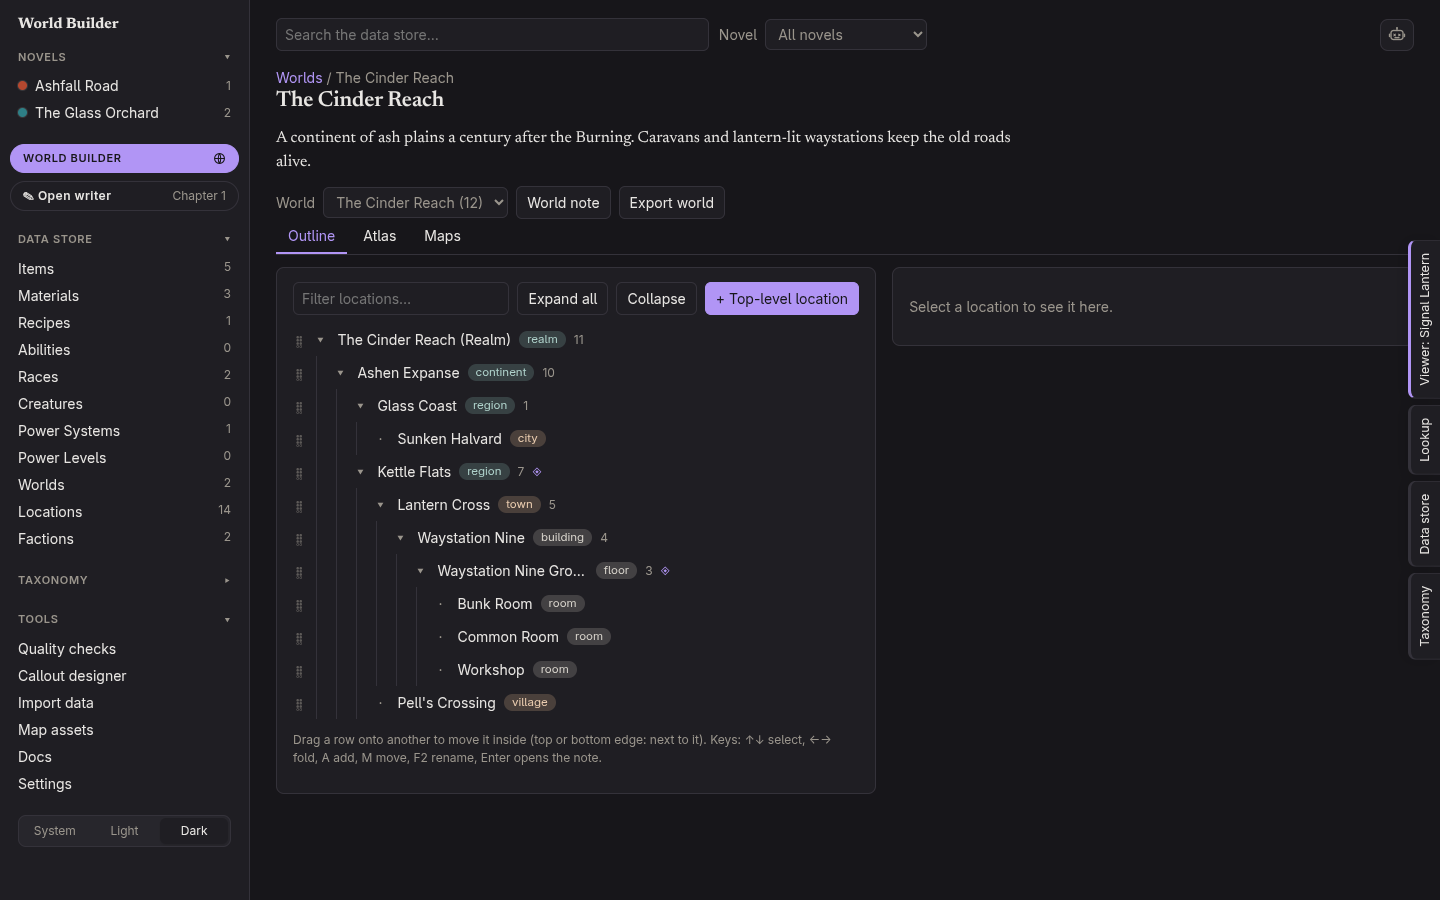 World Builder
NOVELS
Ashfall Road 1
The Glass Orchard 2
WORLD BUILDER
Open writer Chapter 1
DATA STORE
Items 5
Materials 3
Recipes 1
Abilities 0
Races 2
Creatures 0
Power Systems 1
Power Levels 0
Worlds 2
Locations 14
Factions 2
TAXONOMY
TOOLS
Quality checks
Callout designer
Import data
Map assets
Docs
Settings
System Light Dark
Search the data store... Novel All novels
Worlds / The Cinder Reach
The Cinder Reach
A continent of ash plains a century after the Burning. Caravans and lantern-lit waystations keep the old roads
alive.
World The Cinder Reach (12) World note Export world
Outline Atlas Maps
Filter locations... Expand all Collapse + Top-level location
The Cinder Reach (Realm) realm 11
Ashen Expanse continent 10
Glass Coast region 1
Sunken Halvard city
Kettle Flats region 7
Lantern Cross town 5
Waystation Nine building 4
Waystation Nine Gro... floor 3
Bunk Room room
Common Room room
Workshop room
Pell's Crossing village
Drag a row onto another to move it inside (top or bottom edge: next to it). Keys: ↑↓ select, ←→
fold, A add, M move, F2 rename, Enter opens the note.
Select a location to see it here.
Viewer: Signal Lantern
Lookup
Data store
Taxonomy